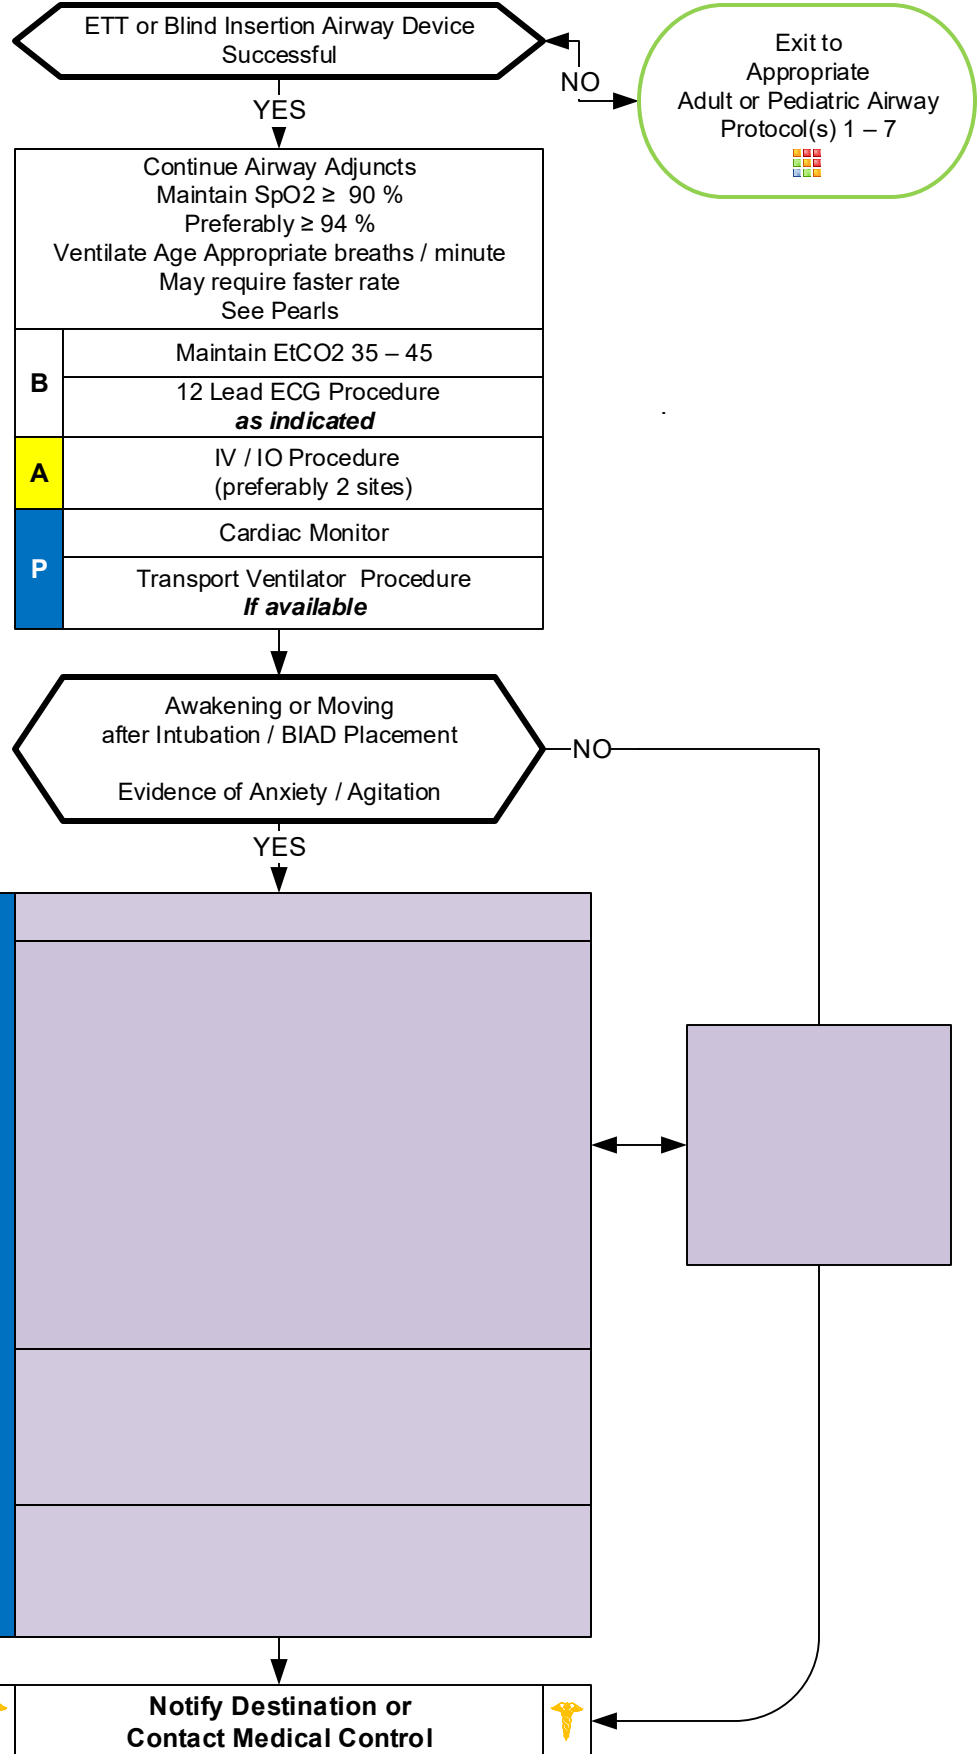 ETT or Blind Insertion Airway Device
Successful
NO
Exit to
Appropriate
Adult or Pediatric Airway
Protocol(s) 1 – 7
YES
Continue Airway Adjuncts
Maintain SpO2 ≥ 90 %
Preferably ≥ 94 %
Ventilate Age Appropriate breaths / minute
May require faster rate
See Pearls
B
Maintain EtCO2 35 – 45
12 Lead ECG Procedure
as indicated
A
IV / IO Procedure
(preferably 2 sites)
P
Cardiac Monitor
Transport Ventilator Procedure
If available
Awakening or Moving
after Intubation / BIAD Placement
Evidence of Anxiety / Agitation
NO
YES
Notify Destination or
Contact Medical Control